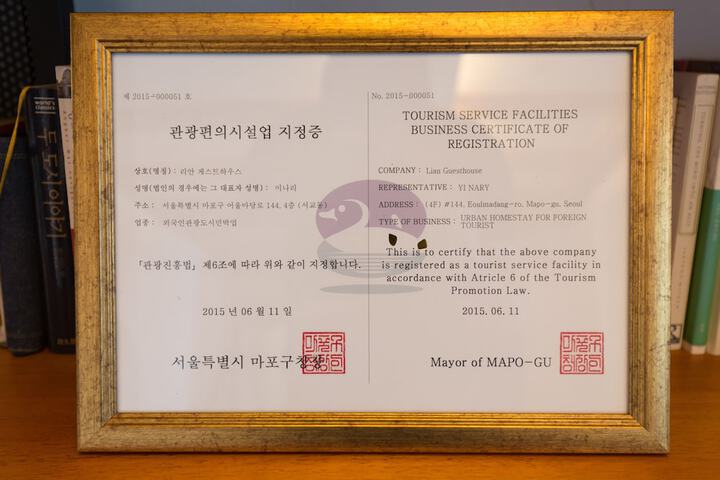 제 2015-000051 호
관광편의시설업 지정증
상호(명칭) : 리안 게스트하우스
성명(법인의 경우에는 그 대표자 성명) : 이나리
주소 : 서울특별시 마포구 어울마당로 144, 4층 (서교동)
업종 : 외국인관광도시민박업
「관광진흥법」 제6조에 따라 위와 같이 지정합니다.
2015 년 06 월 11 일
서울특별시 마포구청장
No. 2015-000051
TOURISM SERVICE FACILITIES
BUSINESS CERTIFICATE OF
REGISTRATION
COMPANY : Lian Guesthouse
REPRESENTATIVE : YI NARY
ADDRESS : (4F) #144, Eoulmadang-ro, Mapo-gu, Seoul
TYPE OF BUSINESS : URBAN HOMESTAY FOR FOREIGN
TOURIST
This is to certify that the above company
is registered as a tourist service facility in
accordance with Atricle 6 of the Tourism
Promotion Law.
2015. 06. 11
Mayor of MAPO-GU
world's
classics
두 도시 이야기